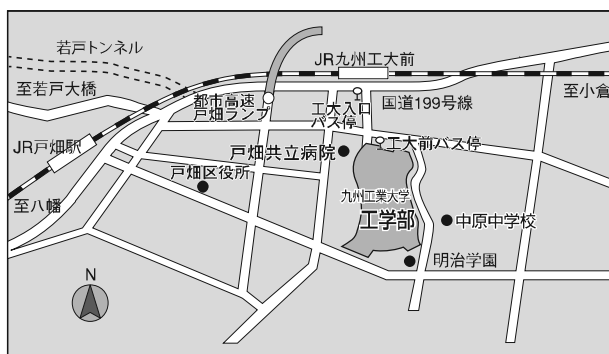 若戸トンネル
JR九州工大前
至若戸大橋
都市高速
戸畑ランプ
工大入口
バス停
国道199号線
至小倉
JR戸畑駅
戸畑共立病院
工大前バス停
戸畑区役所
九州工業大学
工学部
至八幡
中原中学校
明治学園
N